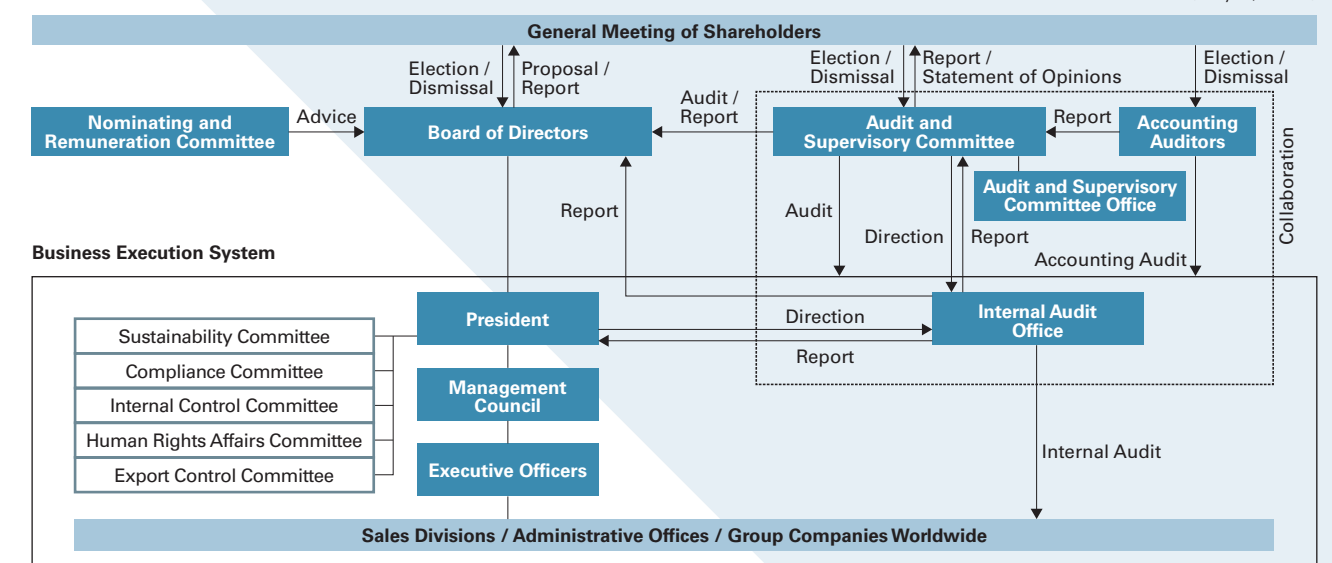 General Meeting of Shareholders
Election /
Dismissal
Proposal /
Report
Election /
Dismissal
Report /
Statement of Opinions
Election /
Dismissal
Nominating and
Remuneration Committee
Advice
Board of Directors
Audit /
Report
Audit and
Supervisory Committee
Report
Accounting
Auditors
Collaboration
Audit and Supervisory
Committee Office
Report
Audit
Direction
Report
Accounting Audit
Business Execution System
President
Direction
Report
Internal Audit
Office
Sustainability Committee
Compliance Committee
Internal Control Committee
Human Rights Affairs Committee
Export Control Committee
Management
Council
Executive Officers
Internal Audit
Sales Divisions / Administrative Offices / Group Companies Worldwide